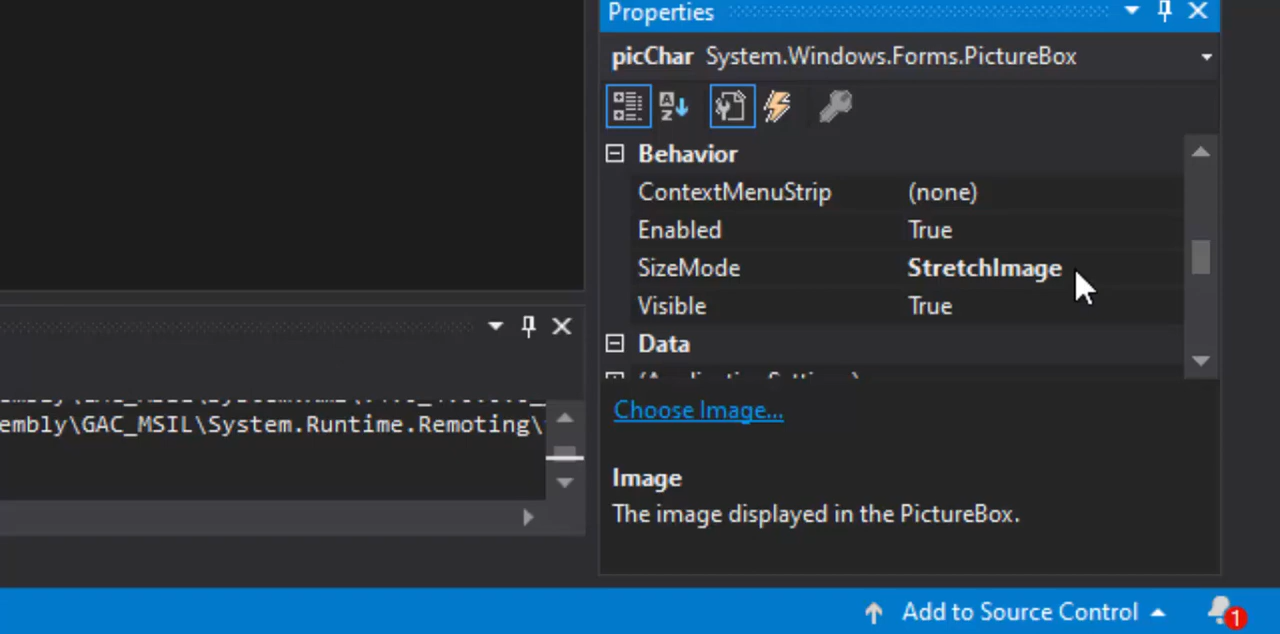 Properties
picChar System.Windows.Forms.PictureBox
Behavior
ContextMenuStrip (none)
Enabled True
SizeMode StretchImage
Visible True
Data
Choose Image...
Image
The image displayed in the PictureBox.
embly\GAC_MSIL\System.Runtime.Remoting\
Add to Source Control
1